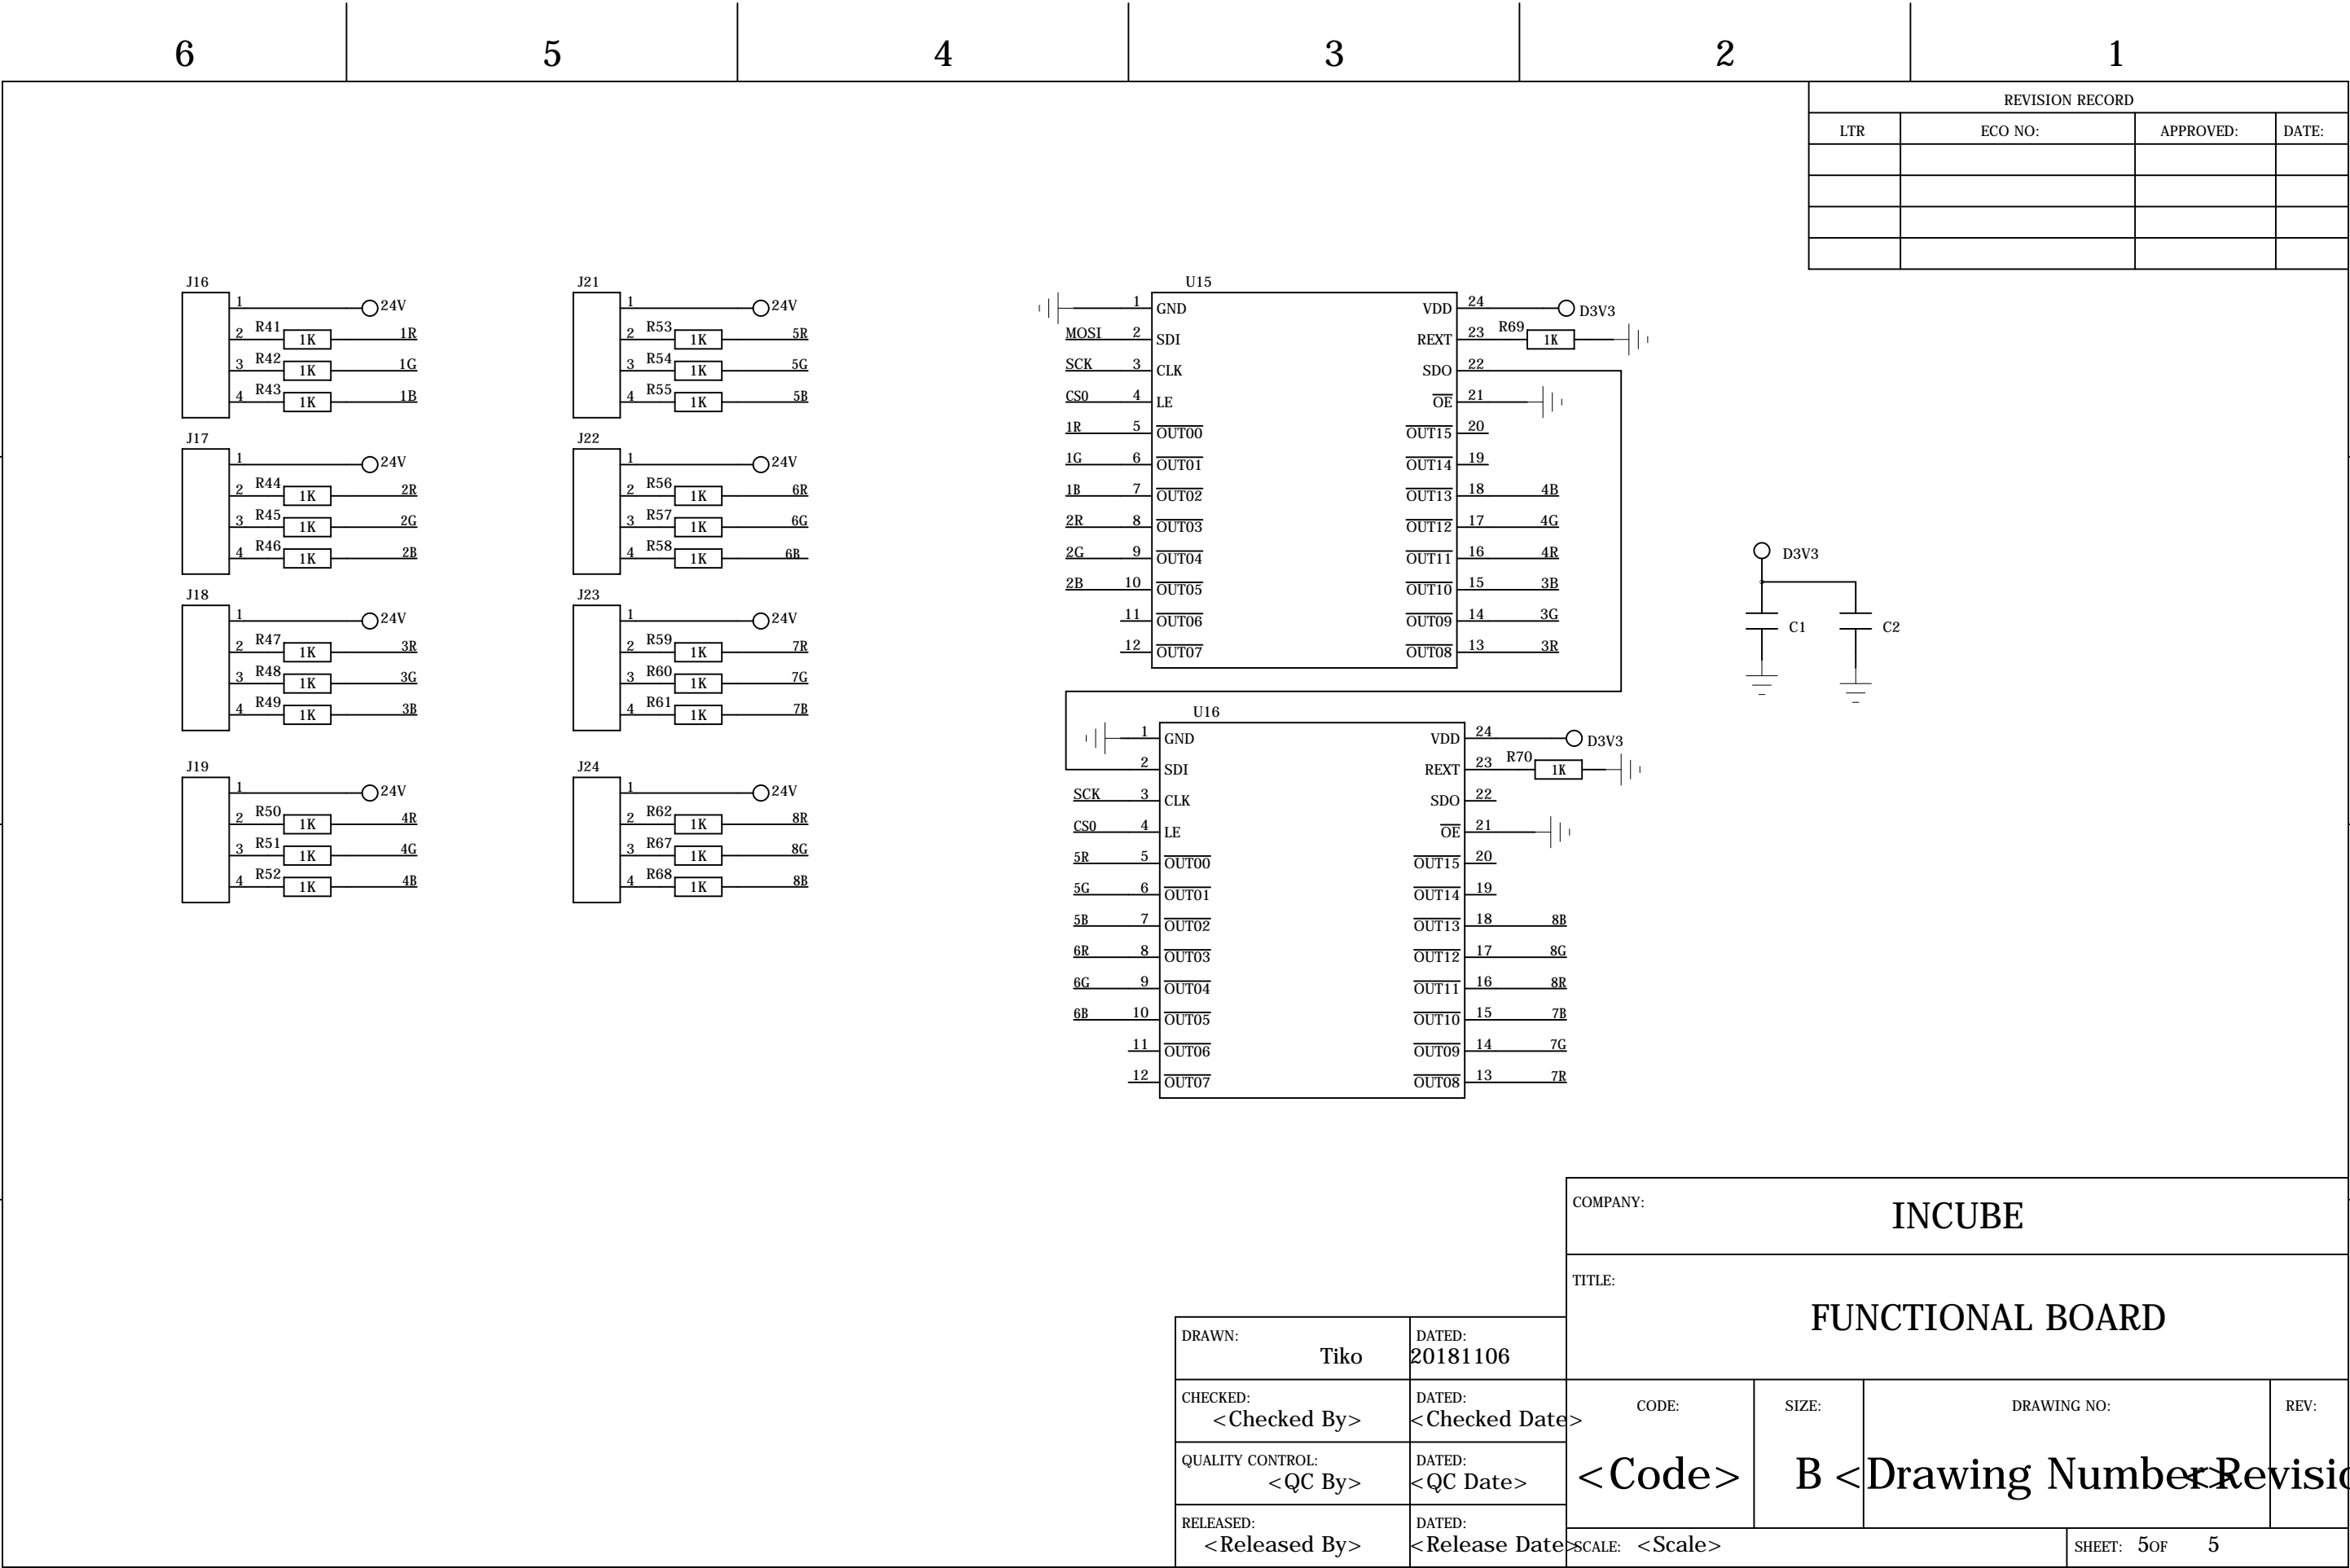 6 5 4 3 2 1
REVISION RECORD
LTR ECO NO: APPROVED: DATE:
J16
1 24V
2 R41 1K 1R
3 R42 1K 1G
4 R43 1K 1B
J17
1 24V
2 R44 1K 2R
3 R45 1K 2G
4 R46 1K 2B
J18
1 24V
2 R47 1K 3R
3 R48 1K 3G
4 R49 1K 3B
J19
1 24V
2 R50 1K 4R
3 R51 1K 4G
4 R52 1K 4B
J21
1 24V
2 R53 1K 5R
3 R54 1K 5G
4 R55 1K 5B
J22
1 24V
2 R56 1K 6R
3 R57 1K 6G
4 R58 1K 6B
J23
1 24V
2 R59 1K 7R
3 R60 1K 7G
4 R61 1K 7B
J24
1 24V
2 R62 1K 8R
3 R67 1K 8G
4 R68 1K 8B
U15
1 GND VDD 24 D3V3
MOSI 2 SDI REXT 23 R69 1K
SCK 3 CLK SDO 22
CS0 4 LE OE 21
1R 5 OUT00 OUT15 20
1G 6 OUT01 OUT14 19
1B 7 OUT02 OUT13 18 4B
2R 8 OUT03 OUT12 17 4G
2G 9 OUT04 OUT11 16 4R
2B 10 OUT05 OUT10 15 3B
11 OUT06 OUT09 14 3G
12 OUT07 OUT08 13 3R
U16
1 GND VDD 24 D3V3
2 SDI REXT 23 R70 1K
SCK 3 CLK SDO 22
CS0 4 LE OE 21
5R 5 OUT00 OUT15 20
5G 6 OUT01 OUT14 19
5B 7 OUT02 OUT13 18 8B
6R 8 OUT03 OUT12 17 8G
6G 9 OUT04 OUT11 16 8R
6B 10 OUT05 OUT10 15 7B
11 OUT06 OUT09 14 7G
12 OUT07 OUT08 13 7R
D3V3
C1 C2
COMPANY:
INCUBE
TITLE:
FUNCTIONAL BOARD
DRAWN: DATED:
Tiko 20181106
CHECKED: DATED:
<Checked By> <Checked Date>
QUALITY CONTROL: DATED:
<QC By> <QC Date>
RELEASED: DATED:
<Released By> <Release Date>
CODE: SIZE: DRAWING NO: REV:
<Code> B <Drawing Number> <Revisio
SCALE: <Scale> SHEET: 5 OF 5